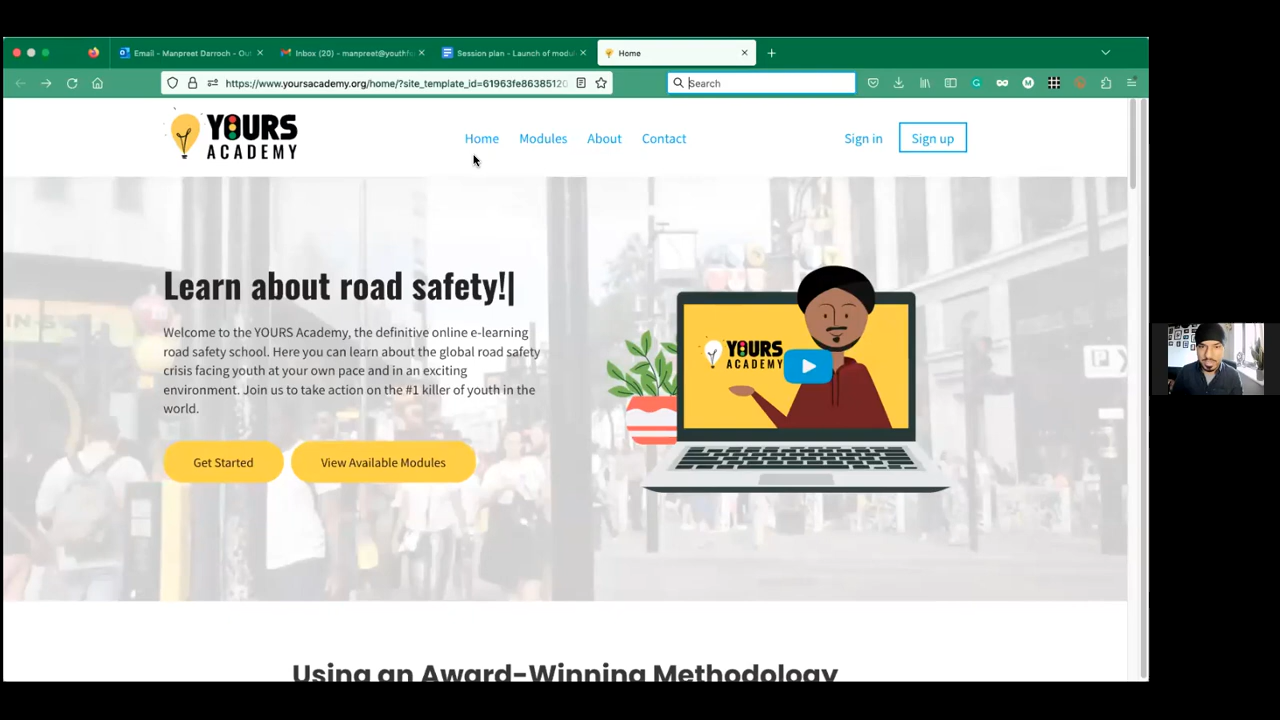 Email - Manpreet Darroch - Ou
Inbox (20) - manpreet@youthfo
Session plan - Launch of modu
Home
https://www.yoursacademy.org/home/?site_template_id=61963fe86385120
Search
YOURS
ACADEMY
Home
Modules
About
Contact
Sign in
Sign up
Learn about road safety!
Welcome to the YOURS Academy, the definitive online e-learning
road safety school. Here you can learn about the global road safety
crisis facing youth at your own pace and in an exciting
environment. Join us to take action on the #1 killer of youth in the
world.
Get Started
View Available Modules
YOURS
ACADEMY
Using an Award-Winning Methodology